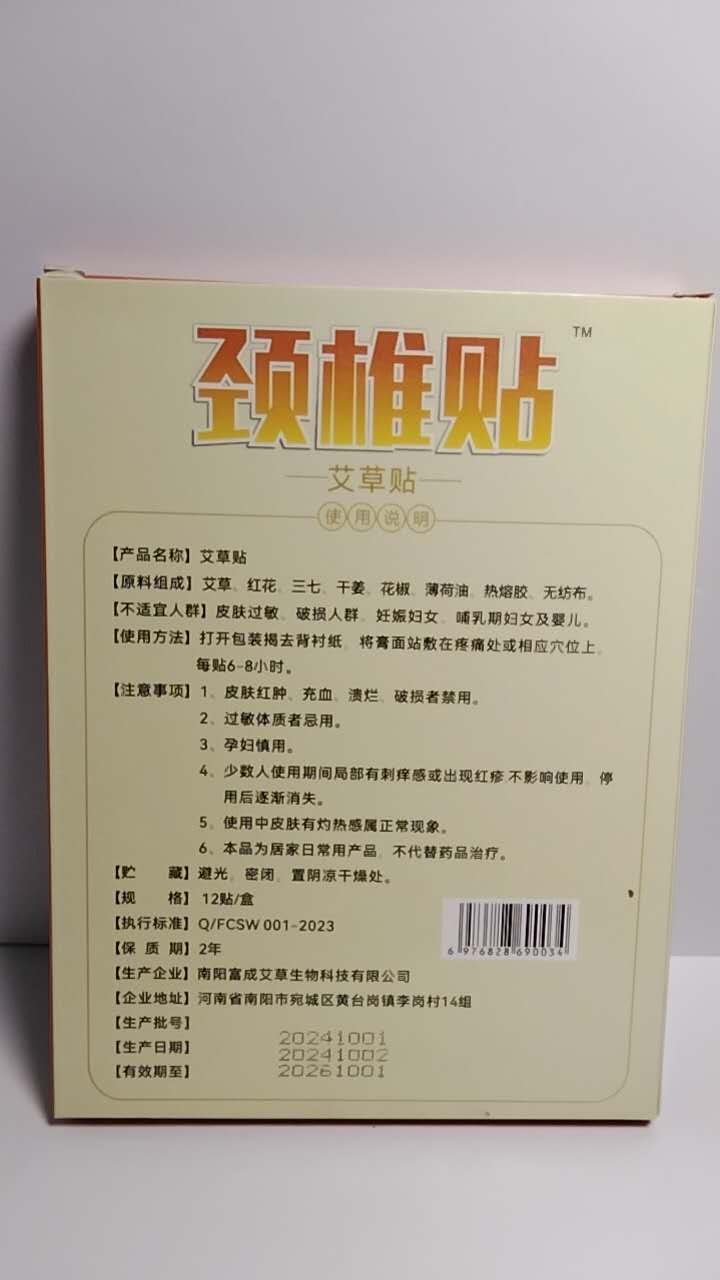 颈椎贴
TM
艾草贴
使用说明
【产品名称】艾草贴
【原料组成】艾草、红花、三七、干姜、花椒、薄荷油、热熔胶、无纺布。
【不适宜人群】皮肤过敏、破损人群、妊娠妇女、哺乳期妇女及婴儿。
【使用方法】打开包装揭去背衬纸，将膏面站敷在疼痛处或相应穴位上，
每贴6-8小时。
【注意事项】1、皮肤红肿、充血、溃烂、破损者禁用。
2、过敏体质者忌用。
3、孕妇慎用。
4、少数人使用期间局部有刺痒感或出现红疹不影响使用，停
用后逐渐消失。
5、使用中皮肤有灼热感属正常现象。
6、本品为居家日常用产品，不代替药品治疗。
【贮 藏】避光、密闭、置阴凉干燥处。
【规 格】12贴/盒
【执行标准】Q/FCSW 001-2023
【保 质 期】2年
6 976828 690034
【生产企业】南阳富成艾草生物科技有限公司
【企业地址】河南省南阳市宛城区黄台岗镇李岗村14组
【生产批号】20241001
【生产日期】20241002
【有效期至】20261001